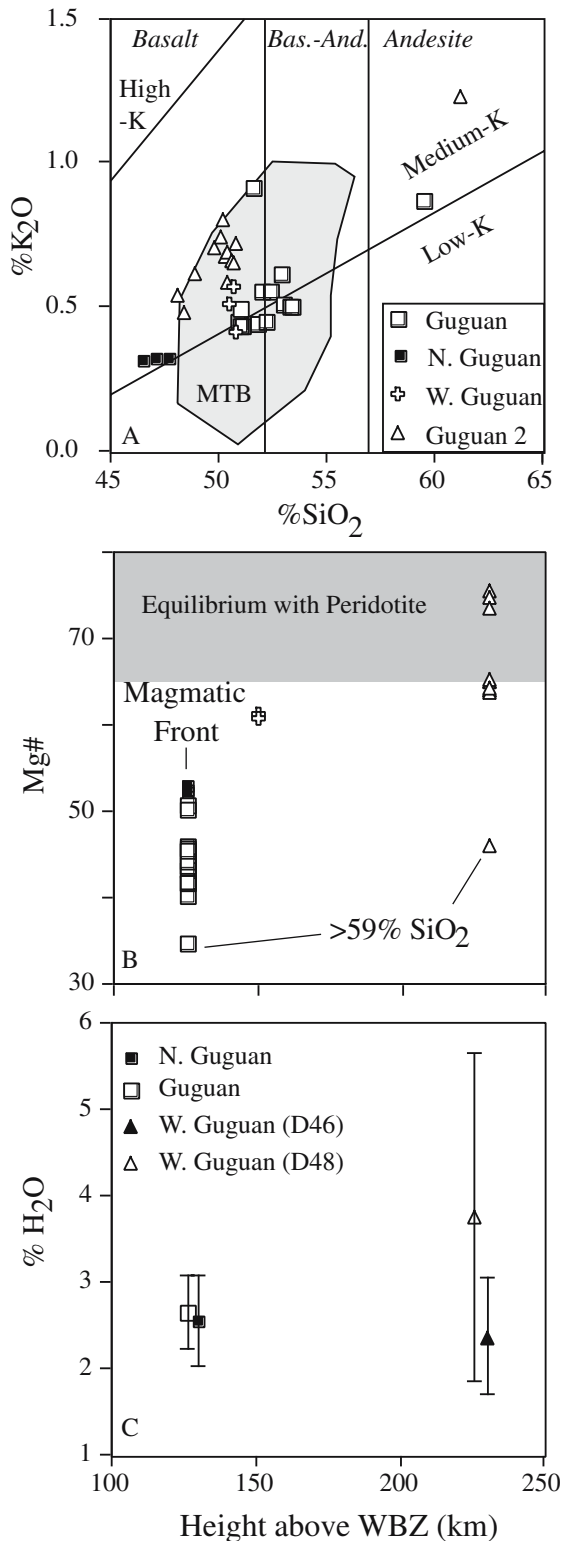 1.5
Basalt
Bas.-And.
Andesite
High
-K
Medium-K
1.0
%K2O
Low-K
0.5
MTB
Guguan
N. Guguan
W. Guguan
Guguan 2
A
0.0
45
50
55
60
65
%SiO2
Equilibrium with Peridotite
70
Magmatic
Front
Mg#
50
>59% SiO2
B
30
6
N. Guguan
Guguan
5
W. Guguan (D46)
W. Guguan (D48)
4
% H2O
3
2
C
1
100
150
200
250
Height above WBZ (km)